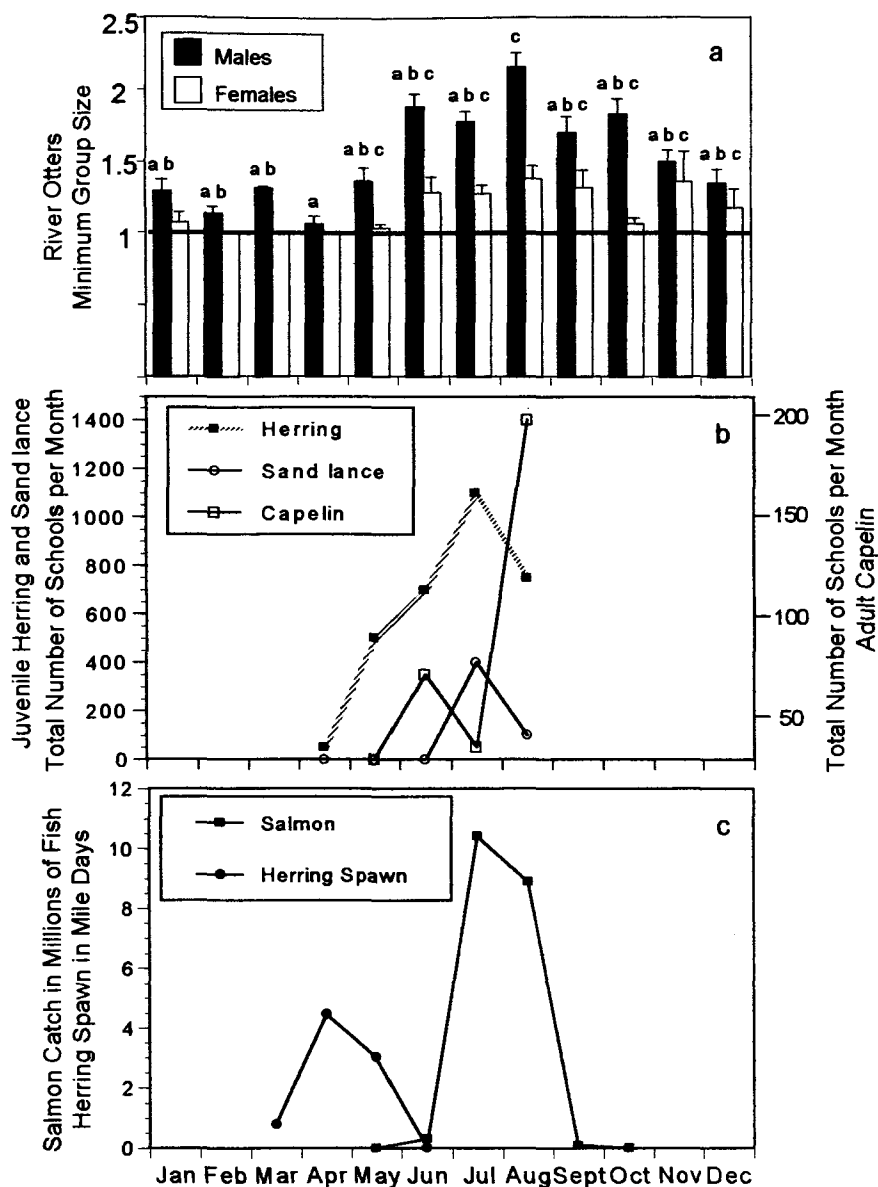 2.5
2
1.5
1
River Otters
Minimum Group Size
Males
Females
a
a b
a b
a b
a
a b c
a b c
a b c
c
a b c
a b c
a b c
a b c
1400
1200
1000
800
600
400
200
0
Juvenile Herring and Sand lance
Total Number of Schools per Month
Herring
Sand lance
Capelin
b
200
150
100
50
Total Number of Schools per Month
Adult Capelin
12
10
8
6
4
2
0
Salmon Catch in Millions of Fish
Herring Spawn in Mile Days
Salmon
Herring Spawn
c
Jan Feb Mar Apr May Jun Jul Aug Sept Oct Nov Dec